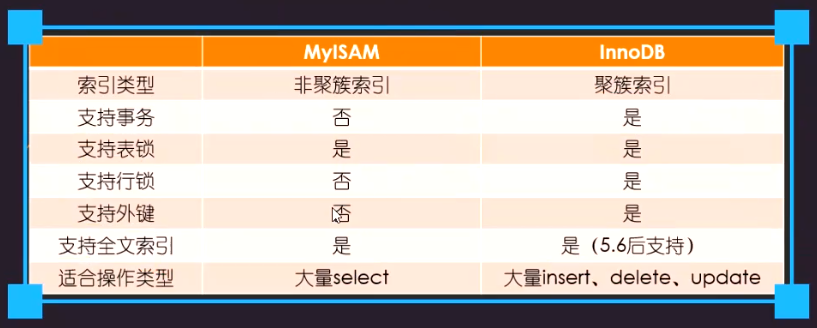 MyISAM InnoDB
索引类型 非聚簇索引 聚簇索引
支持事务 否 是
支持表锁 是 是
支持行锁 否 是
支持外键 否 是
支持全文索引 是 是（5.6后支持）
适合操作类型 大量select 大量insert、delete、update